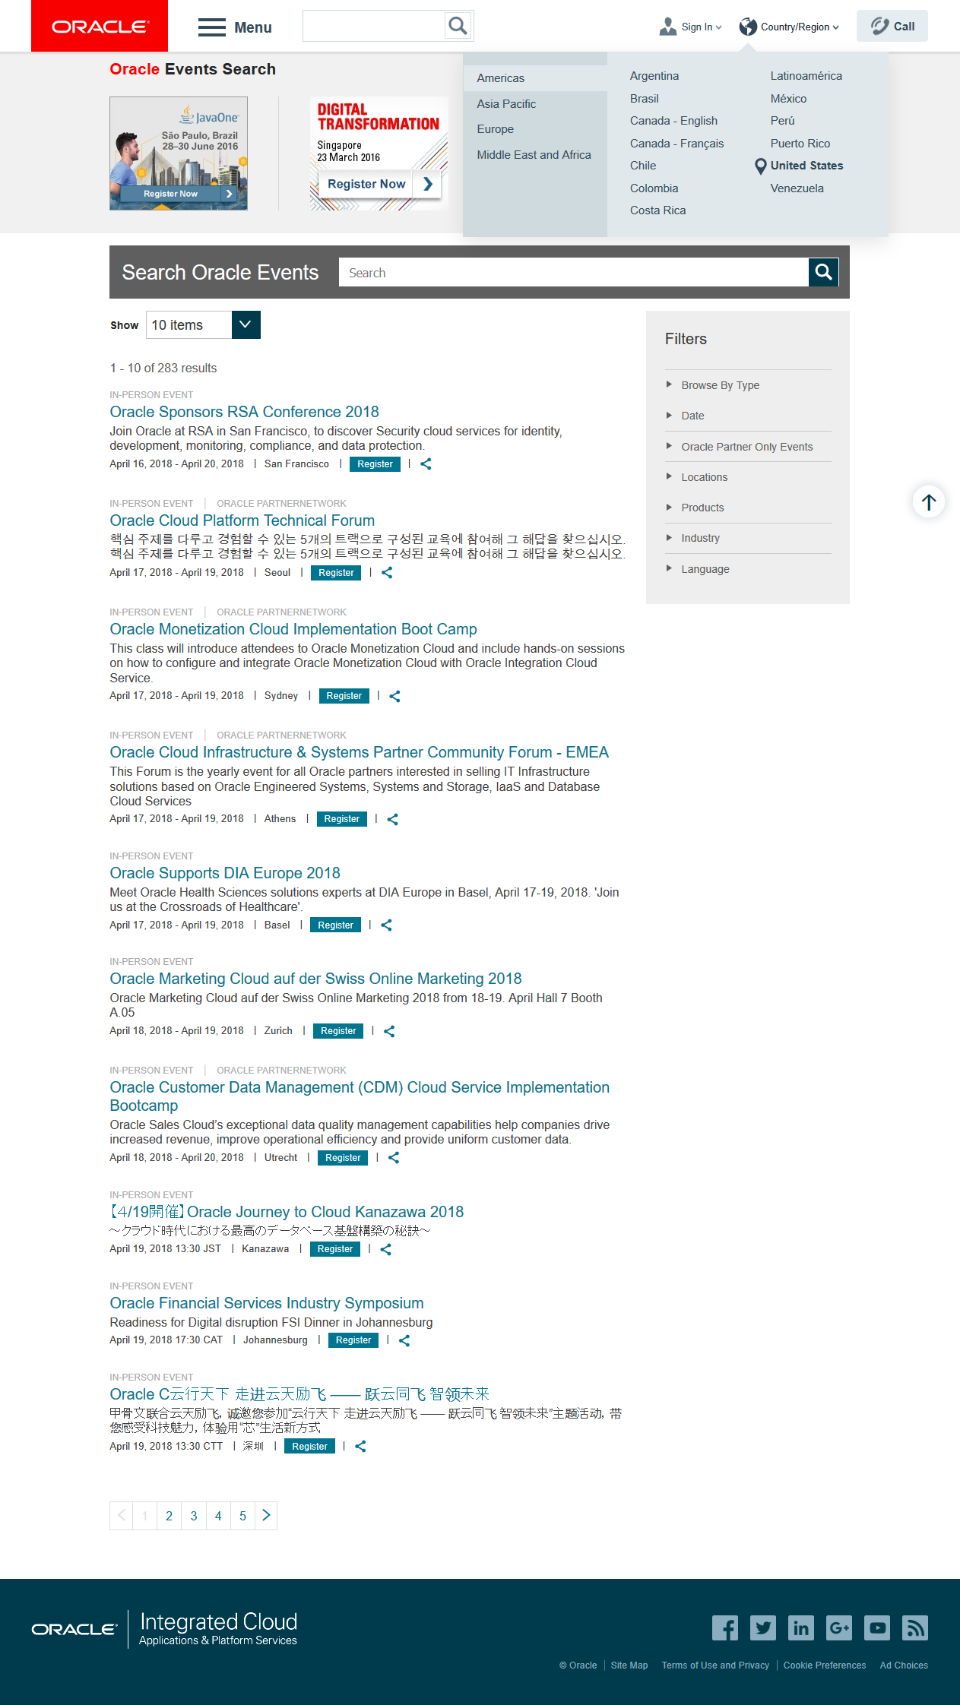 ORACLE
Menu
Sign In
Country/Region
Call
Oracle Events Search
JavaOne
São Paulo, Brazil
28–30 June 2016
Register Now
DIGITAL
TRANSFORMATION
Singapore
23 March 2016
Register Now
Americas
Asia Pacific
Europe
Middle East and Africa
Argentina
Brasil
Canada - English
Canada - Français
Chile
Colombia
Costa Rica
Latinoamérica
México
Perú
Puerto Rico
United States
Venezuela
Search Oracle Events
Search
Show 10 items
1 - 10 of 283 results
IN-PERSON EVENT
Oracle Sponsors RSA Conference 2018
Join Oracle at RSA in San Francisco, to discover Security cloud services for identity,
development, monitoring, compliance, and data protection.
April 16, 2018 - April 20, 2018 | San Francisco | Register |
IN-PERSON EVENT | ORACLE PARTNERNETWORK
Oracle Cloud Platform Technical Forum
핵심 주제를 다루고 경험할 수 있는 5개의 트랙으로 구성된 교육에 참여해 그 해답을 찾으십시오.
핵심 주제를 다루고 경험할 수 있는 5개의 트랙으로 구성된 교육에 참여해 그 해답을 찾으십시오.
April 17, 2018 - April 19, 2018 | Seoul | Register |
IN-PERSON EVENT | ORACLE PARTNERNETWORK
Oracle Monetization Cloud Implementation Boot Camp
This class will introduce attendees to Oracle Monetization Cloud and include hands-on sessions
on how to configure and integrate Oracle Monetization Cloud with Oracle Integration Cloud
Service.
April 17, 2018 - April 19, 2018 | Sydney | Register |
IN-PERSON EVENT | ORACLE PARTNERNETWORK
Oracle Cloud Infrastructure & Systems Partner Community Forum - EMEA
This Forum is the yearly event for all Oracle partners interested in selling IT Infrastructure
solutions based on Oracle Engineered Systems, Systems and Storage, IaaS and Database
Cloud Services
April 17, 2018 - April 19, 2018 | Athens | Register |
IN-PERSON EVENT
Oracle Supports DIA Europe 2018
Meet Oracle Health Sciences solutions experts at DIA Europe in Basel, April 17-19, 2018. 'Join
us at the Crossroads of Healthcare'.
April 17, 2018 - April 19, 2018 | Basel | Register |
IN-PERSON EVENT
Oracle Marketing Cloud auf der Swiss Online Marketing 2018
Oracle Marketing Cloud auf der Swiss Online Marketing 2018 from 18-19. April Hall 7 Booth
A.05
April 18, 2018 - April 19, 2018 | Zurich | Register |
IN-PERSON EVENT | ORACLE PARTNERNETWORK
Oracle Customer Data Management (CDM) Cloud Service Implementation
Bootcamp
Oracle Sales Cloud's exceptional data quality management capabilities help companies drive
increased revenue, improve operational efficiency and provide uniform customer data.
April 18, 2018 - April 20, 2018 | Utrecht | Register |
IN-PERSON EVENT
【4/19開催】Oracle Journey to Cloud Kanazawa 2018
～クラウド時代における最高のデータベース基盤構築の秘訣～
April 19, 2018 13:30 JST | Kanazawa | Register |
IN-PERSON EVENT
Oracle Financial Services Industry Symposium
Readiness for Digital disruption FSI Dinner in Johannesburg
April 19, 2018 17:30 CAT | Johannesburg | Register |
IN-PERSON EVENT
Oracle C云行天下 走进云天励飞 —— 跃云同飞 智领未来
甲骨文联合云天励飞, 诚邀您参加“云行天下 走进云天励飞 —— 跃云同飞 智领未来”主题活动, 带
您感受科技魅力, 体验用“芯”生活新方式
April 19, 2018 13:30 CTT | 深圳 | Register |
Filters
Browse By Type
Date
Oracle Partner Only Events
Locations
Products
Industry
Language
1 2 3 4 5
ORACLE | Integrated Cloud
Applications & Platform Services
© Oracle | Site Map Terms of Use and Privacy | Cookie Preferences Ad Choices